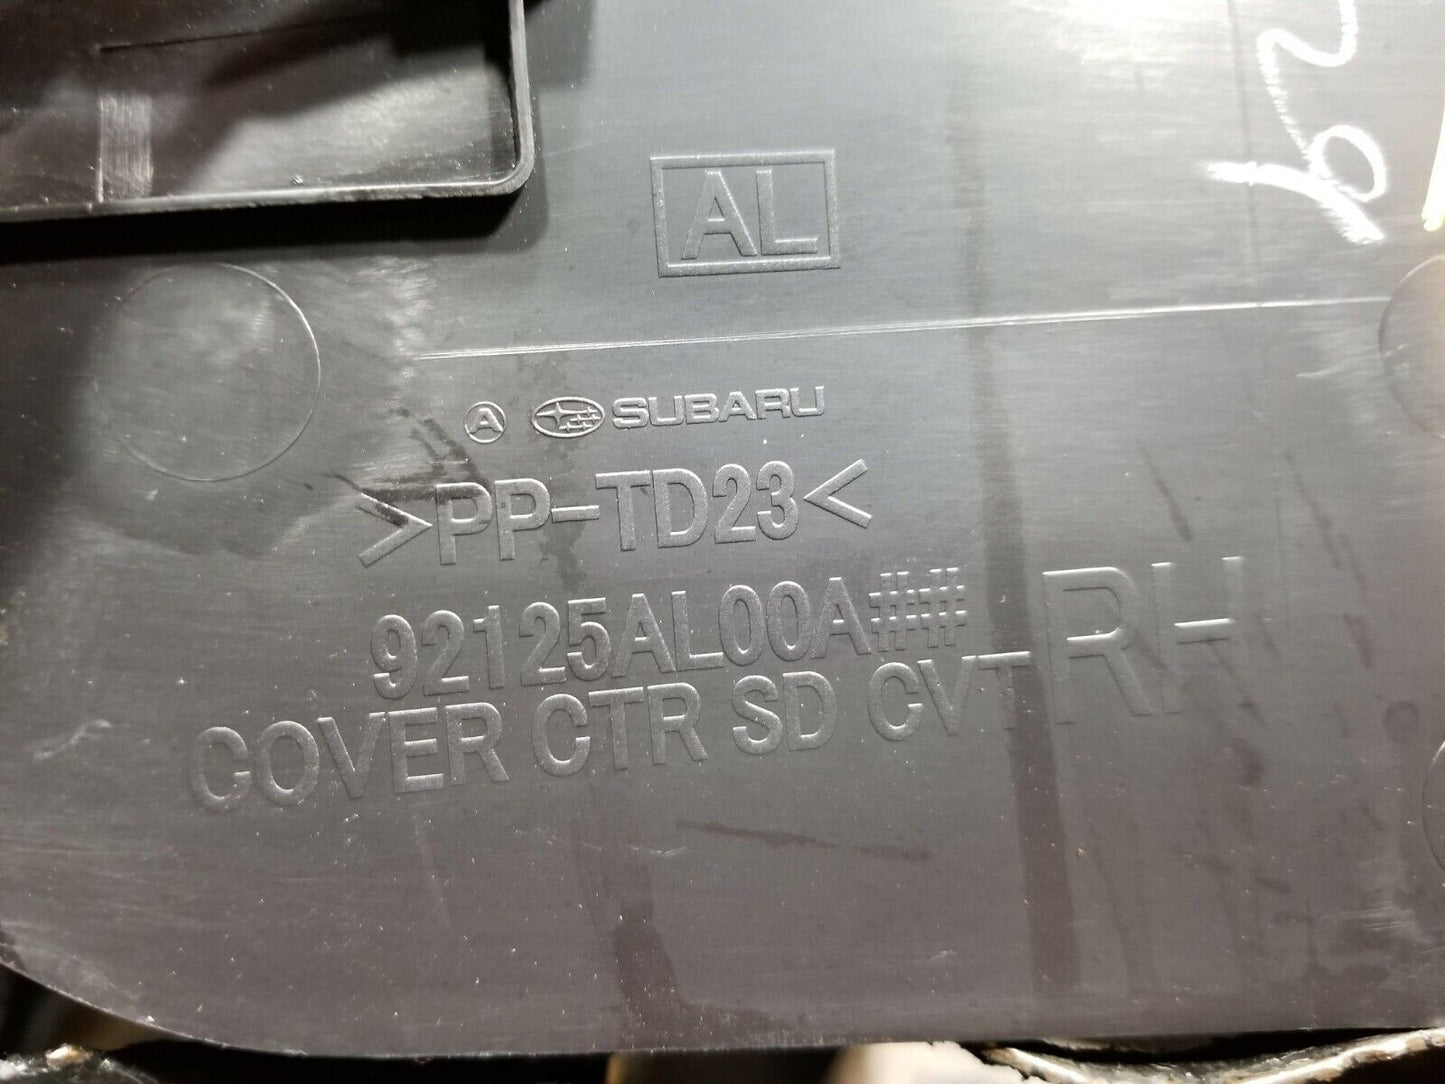 AL
A SUBARU
>PP-TD23<
92125AL00A## RH
COVER CTR SD CVT